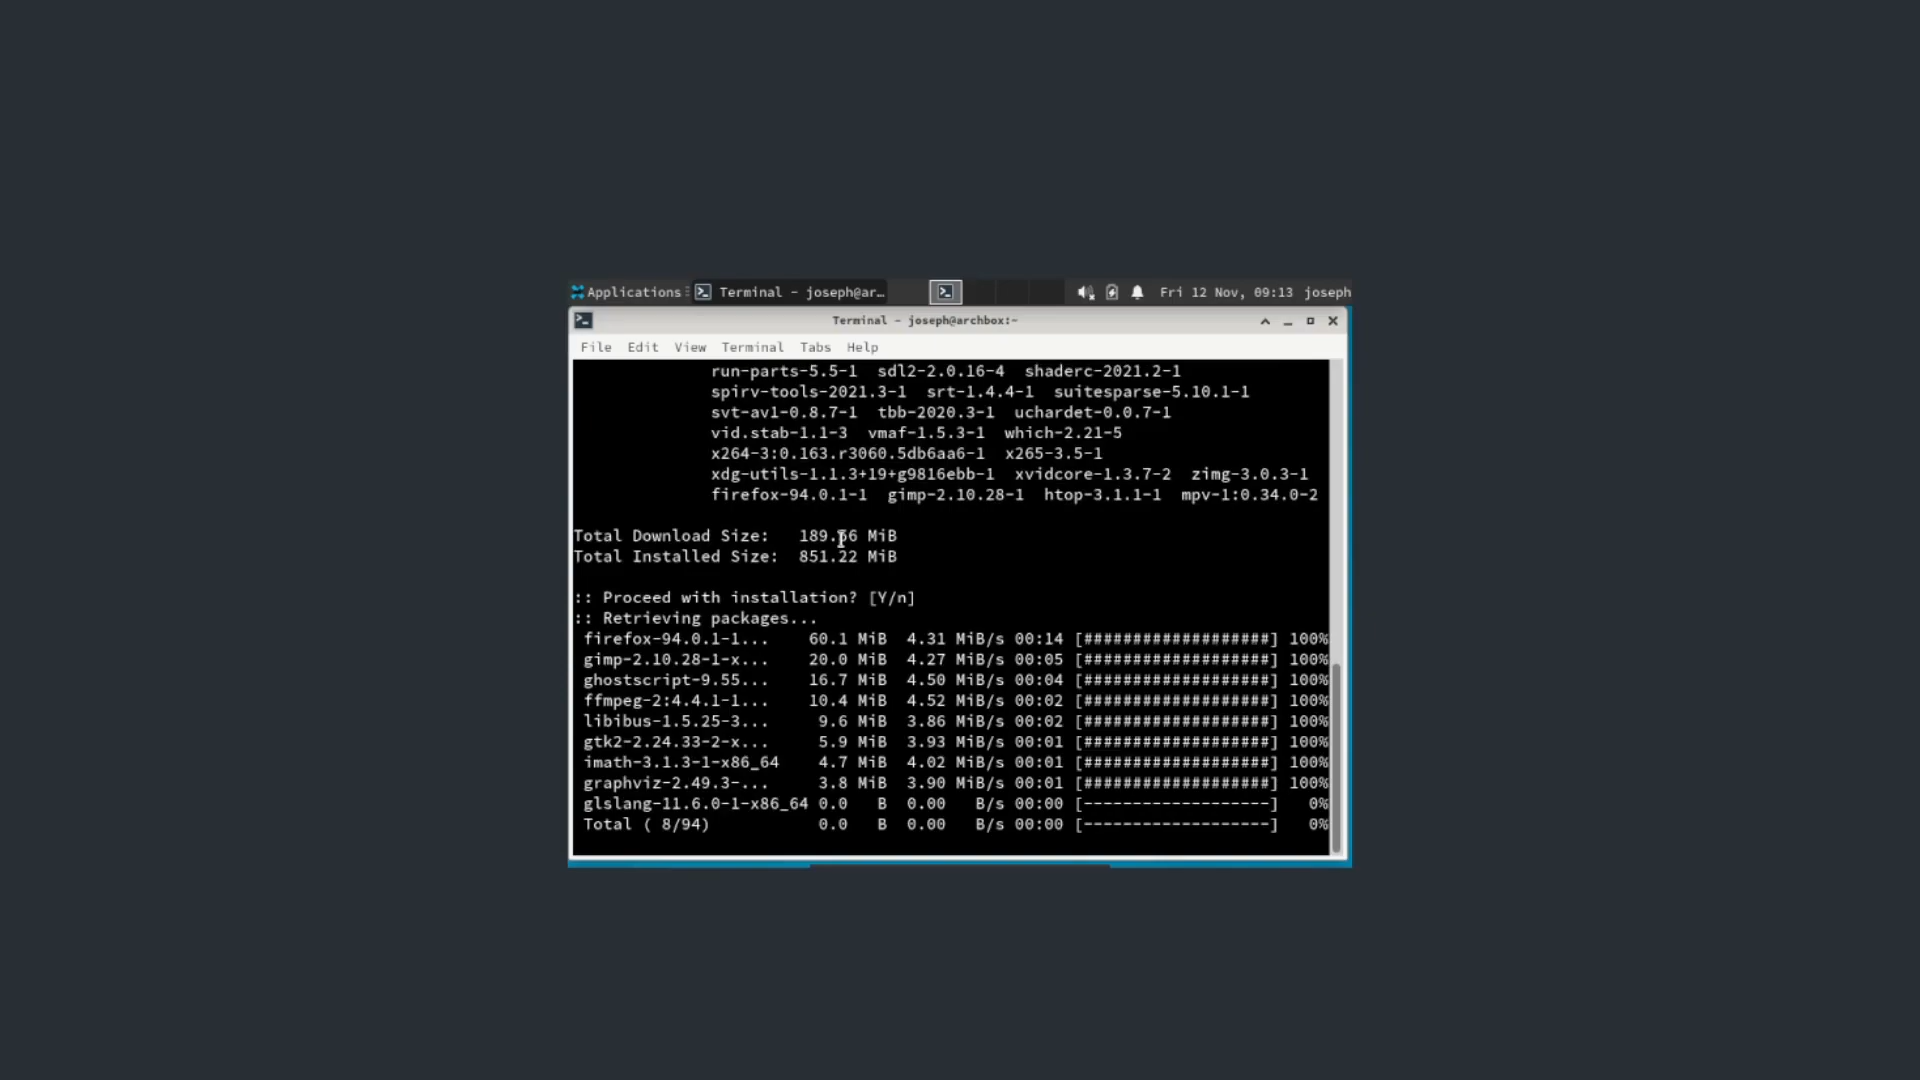 Applications Terminal - joseph@ar… Fri 12 Nov, 09:13 joseph
Terminal - joseph@archbox:~
File Edit View Terminal Tabs Help
run-parts-5.5-1 sdl2-2.0.16-4 shaderc-2021.2-1
spirv-tools-2021.3-1 srt-1.4.4-1 suitesparse-5.10.1-1
svt-av1-0.8.7-1 tbb-2020.3-1 uchardet-0.0.7-1
vid.stab-1.1-3 vmaf-1.5.3-1 which-2.21-5
x264-3:0.163.r3060.5db6aa6-1 x265-3.5-1
xdg-utils-1.1.3+19+g9816ebb-1 xvidcore-1.3.7-2 zimg-3.0.3-1
firefox-94.0.1-1 gimp-2.10.28-1 htop-3.1.1-1 mpv-1:0.34.0-2
Total Download Size: MiB
Total Installed Size: 851.22 MiB
:: Proceed with installation? [Y/n]
:: Retrieving packages...
firefox-94.0.1-1... 60.1 MiB 4.31 MiB/s 00:14 [###################] 100%
gimp-2.10.28-1-x... 20.0 MiB 4.27 MiB/s 00:05 [###################] 100%
ghostscript-9.55... 16.7 MiB 4.50 MiB/s 00:04 [###################] 100%
ffmpeg-2:4.4.1-1... 10.4 MiB 4.52 MiB/s 00:02 [###################] 100%
libibus-1.5.25-3... 9.6 MiB 3.86 MiB/s 00:02 [###################] 100%
gtk2-2.24.33-2-x... 5.9 MiB 3.93 MiB/s 00:01 [###################] 100%
imath-3.1.3-1-x86_64 4.7 MiB 4.02 MiB/s 00:01 [###################] 100%
graphviz-2.49.3-... 3.8 MiB 3.90 MiB/s 00:01 [###################] 100%
glslang-11.6.0-1-x86_64 0.0 B 0.00 B/s 00:00 [-------------------] 0%
Total ( 8/94) 0.0 B 0.00 B/s 00:00 [-------------------] 0%